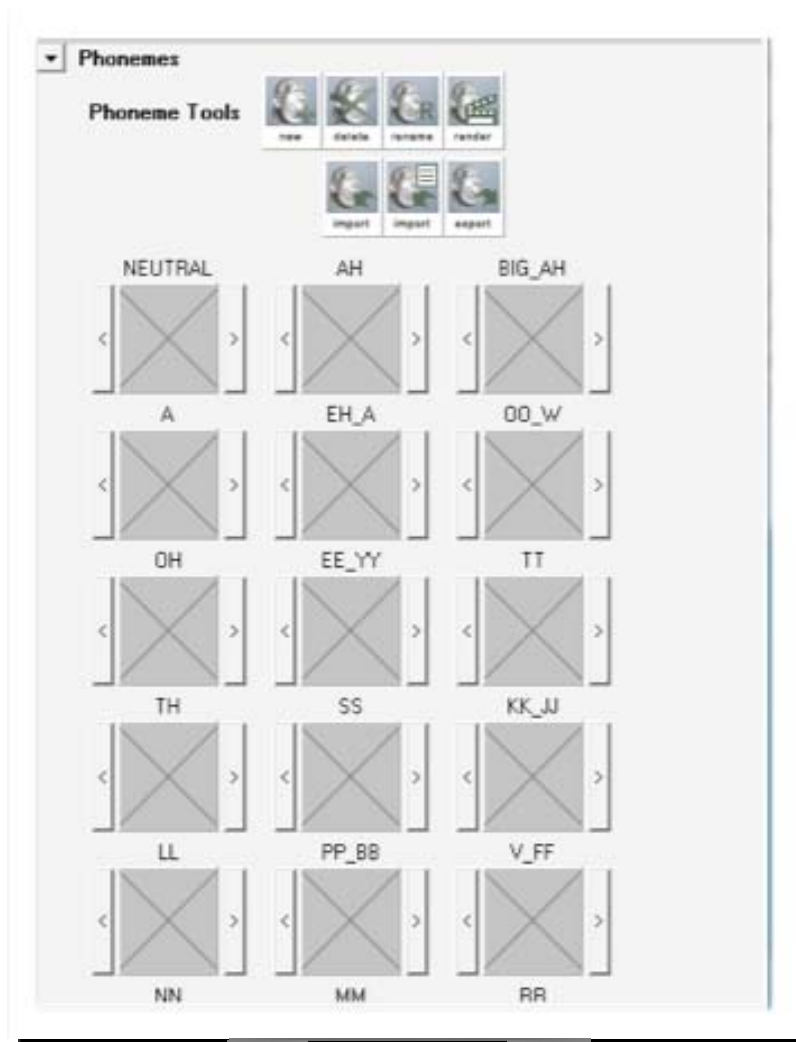 Phonemes
Phoneme Tools
new delete rename render
import import export
NEUTRAL AH BIG_AH
< > < > < >
A EH_A OO_W
< > < > < >
OH EE_YY TT
< > < > < >
TH SS KK_JJ
< > < > < >
LL PP_BB V_FF
< > < > < >
NN MM RR